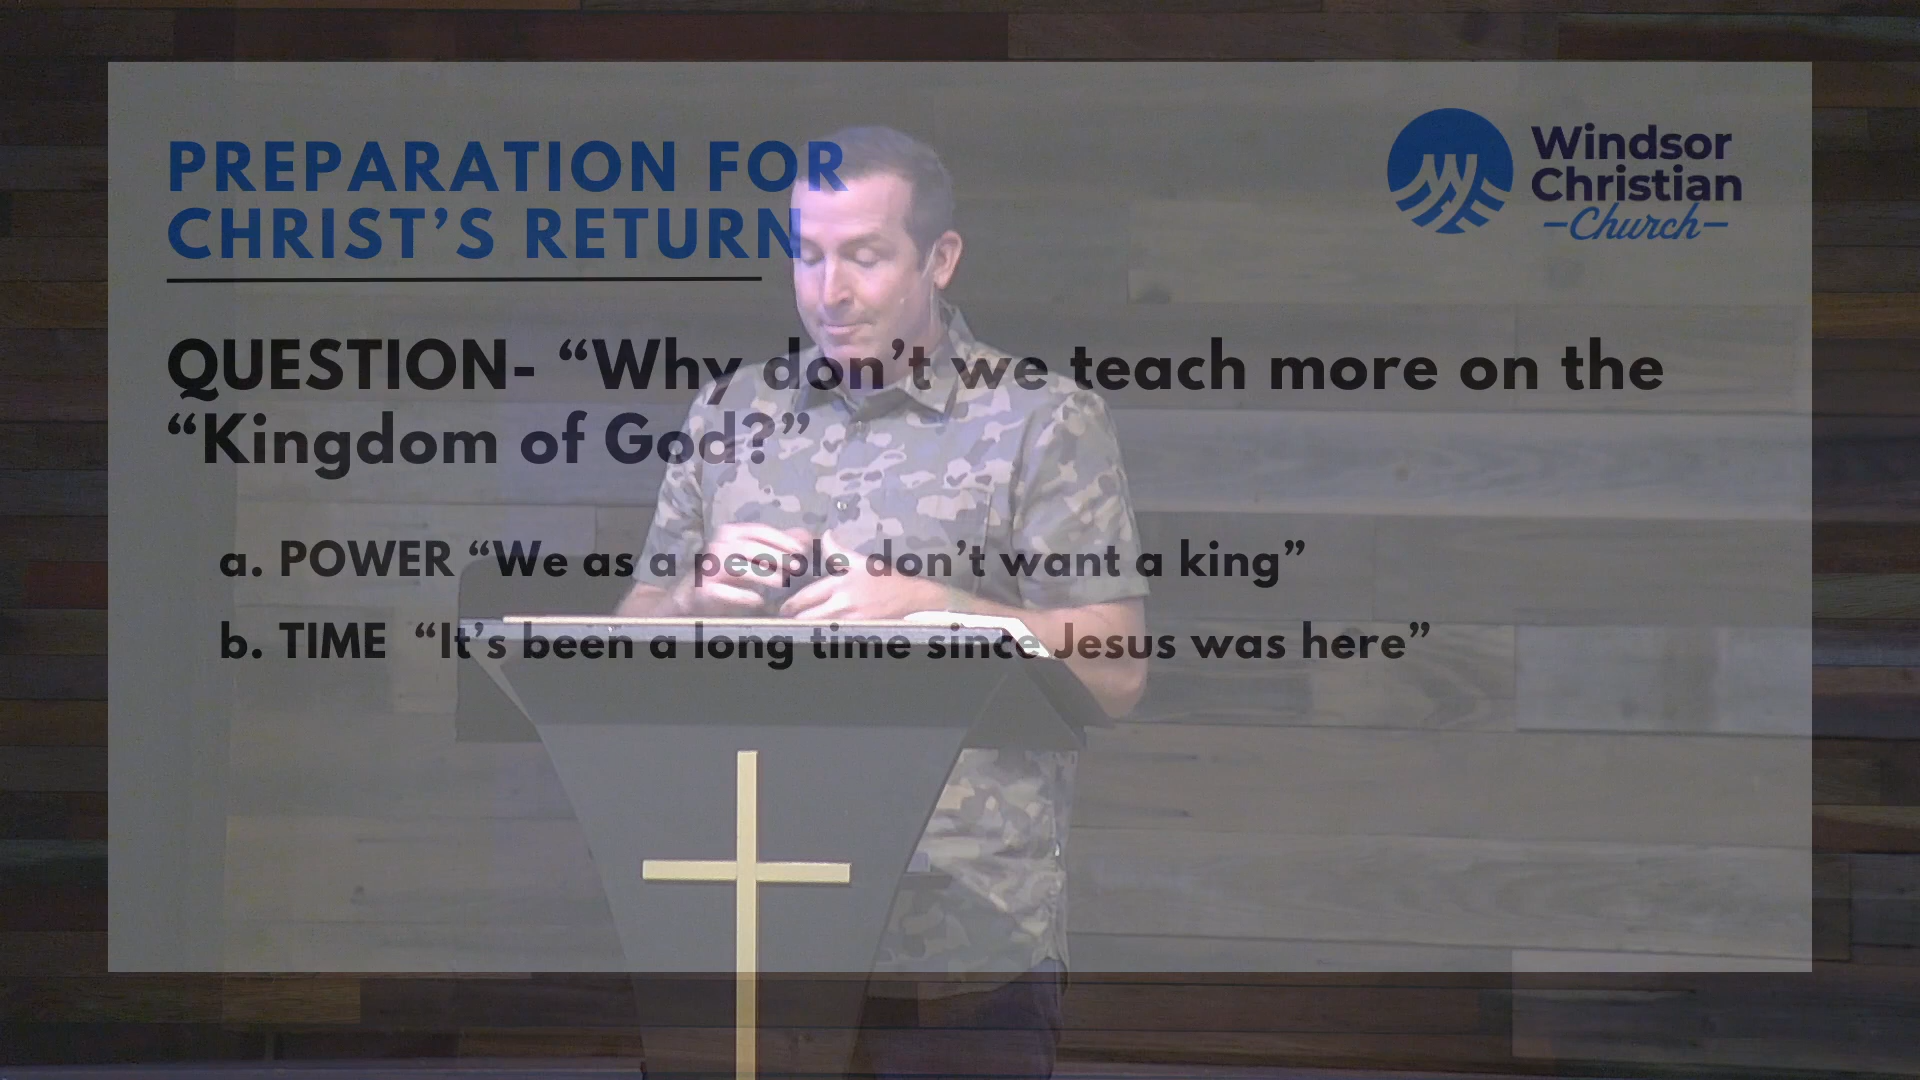 PREPARATION FOR
CHRIST’S RETURN
Windsor
Christian
–Church–
QUESTION- “Why don’t we teach more on the
“Kingdom of God?”
a. POWER “We as a people don’t want a king”
b. TIME “It’s been a long time since Jesus was here”